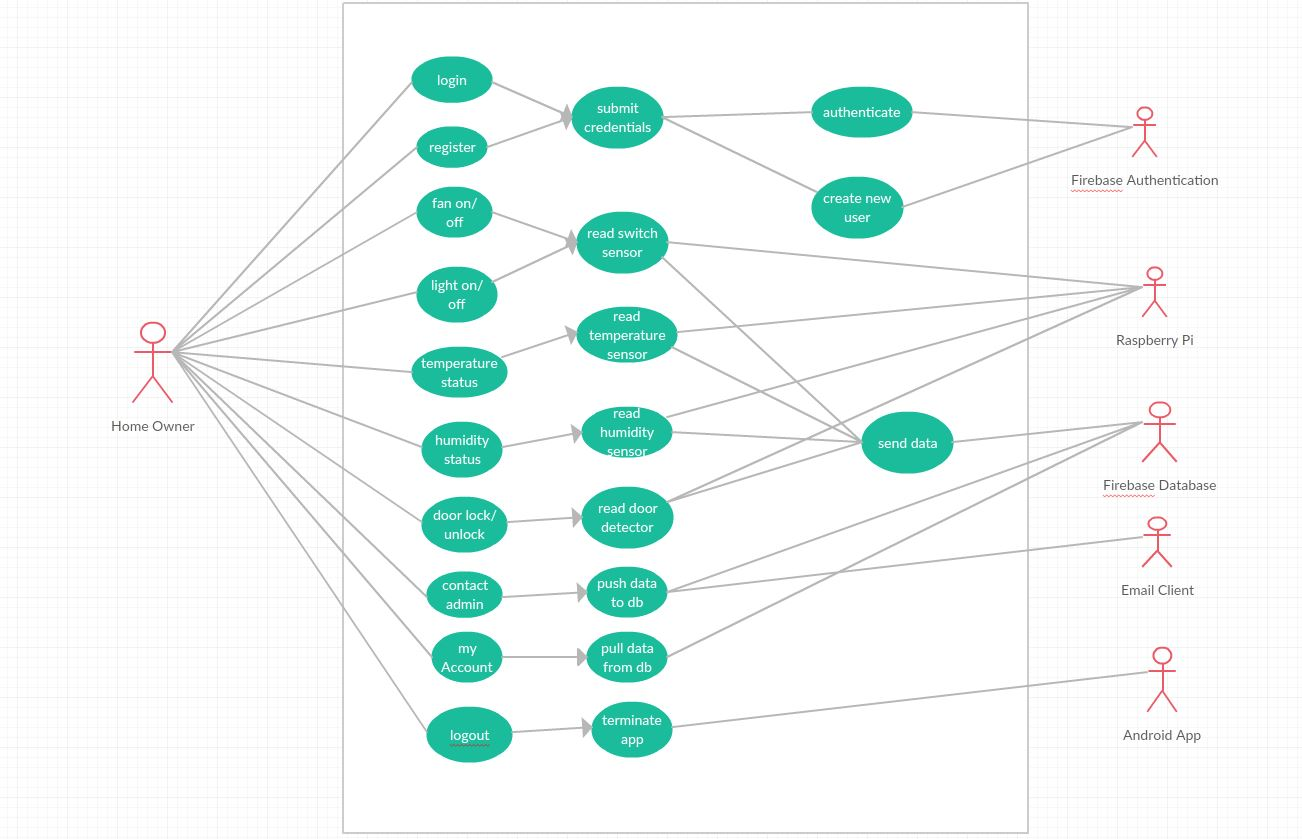 login
submit
credentials
authenticate
register
Firebase Authentication
fan on/
off
create new
user
read switch
sensor
light on/
off
read
temperature
sensor
Raspberry Pi
temperature
status
Home Owner
read
humidity
sensor
humidity
status
send data
Firebase Database
door lock/
unlock
read door
detector
contact
admin
push data
to db
Email Client
my
Account
pull data
from db
logout
terminate
app
Android App